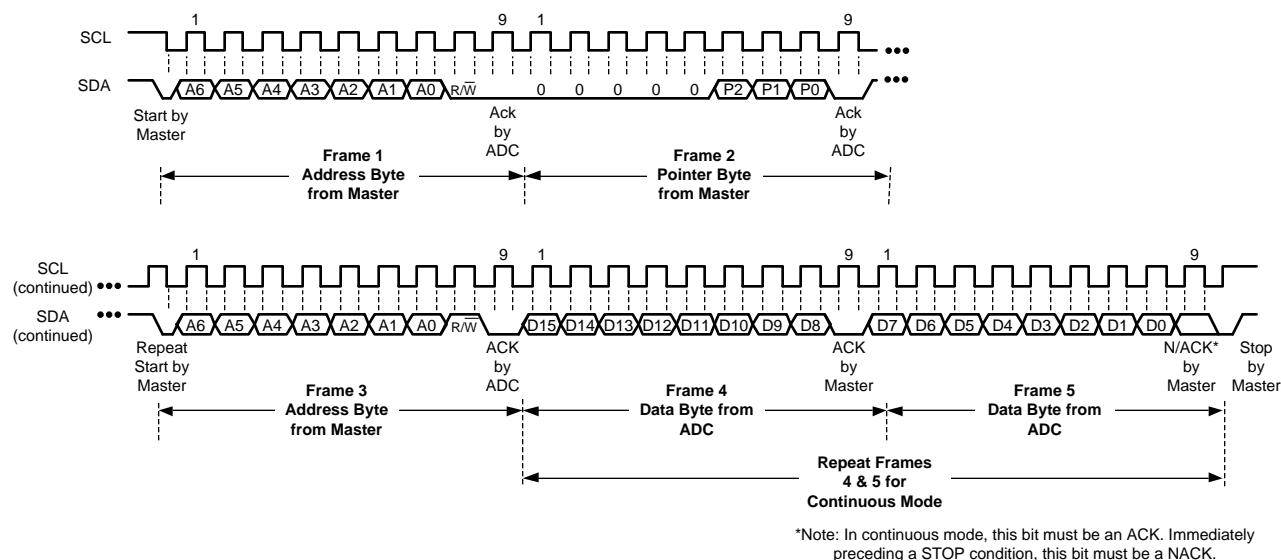 1 9 1 9
SCL
SDA
A6 A5 A4 A3 A2 A1 A0 R/W 0 0 0 0 0 P2 P1 P0
Start by
Master
Ack
by
ADC
Ack
by
ADC
Frame 1
Address Byte
from Master
Frame 2
Pointer Byte
from Master
1 9 1 9 1 9
SCL
(continued)
SDA
(continued)
A6 A5 A4 A3 A2 A1 A0 R/W D15 D14 D13 D12 D11 D10 D9 D8 D7 D6 D5 D4 D3 D2 D1 D0
Repeat
Start by
Master
ACK
by
ADC
ACK
by
Master
N/ACK*
by
Master
Stop
by
Master
Frame 3
Address Byte
from Master
Frame 4
Data Byte from
ADC
Frame 5
Data Byte from
ADC
Repeat Frames
4 & 5 for
Continuous Mode
*Note: In continuous mode, this bit must be an ACK. Immediately
preceding a STOP condition, this bit must be a NACK.